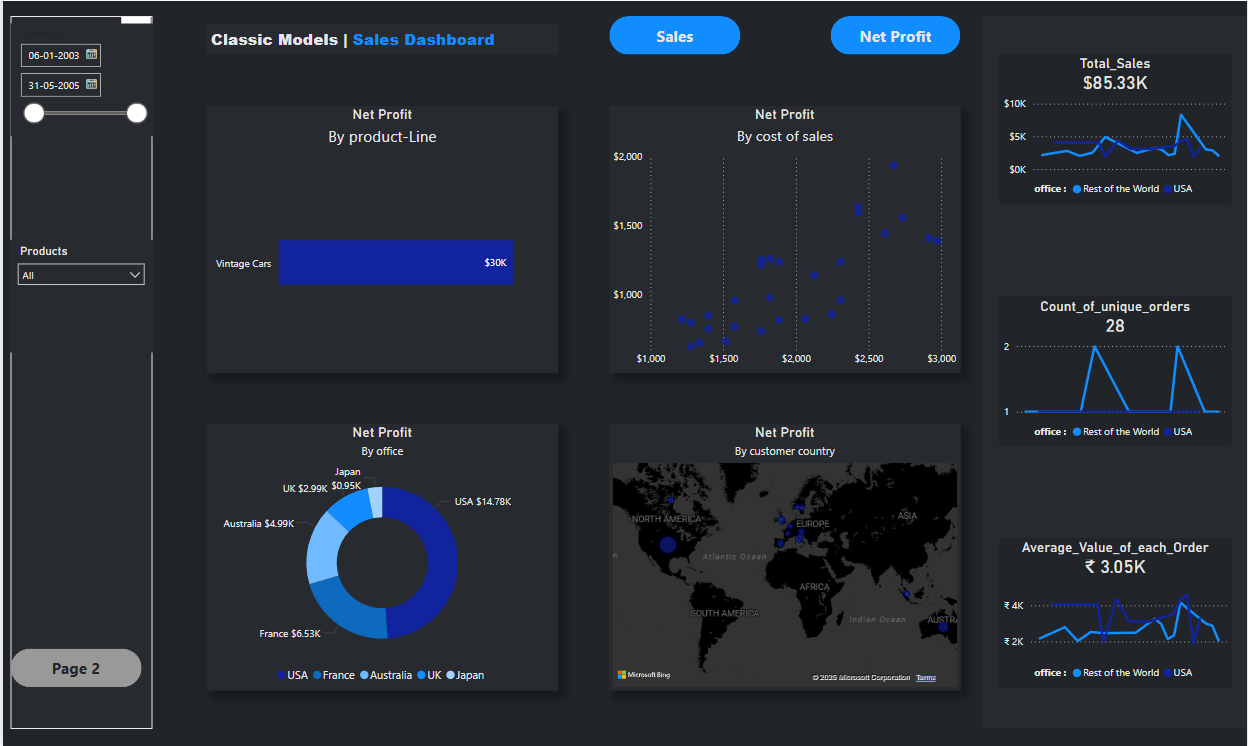 06-01-2003
31-05-2005
Products
All
Page 2
Classic Models | Sales Dashboard
Sales
Net Profit
Net Profit
By product-Line
Vintage Cars
$30K
Net Profit
By cost of sales
$2,000
$1,500
$1,000
$1,000 $1,500 $2,000 $2,500 $3,000
Net Profit
By office
Japan
$0.95K
UK $2.99K
USA $14.78K
Australia $4.99K
France $6.53K
USA France Australia UK Japan
Net Profit
By customer country
NORTH AMERICA
EUROPE
ASIA
Atlantic Ocean
AFRICA
SOUTH AMERICA
Indian Ocean
AUSTRA
Microsoft Bing
© 2025 Microsoft Corporation Terms
Total_Sales
$85.33K
$10K
$5K
$0K
office : Rest of the World USA
Count_of_unique_orders
28
2
1
office : Rest of the World USA
Average_Value_of_each_Order
₹ 3.05K
₹ 4K
₹ 2K
office : Rest of the World USA